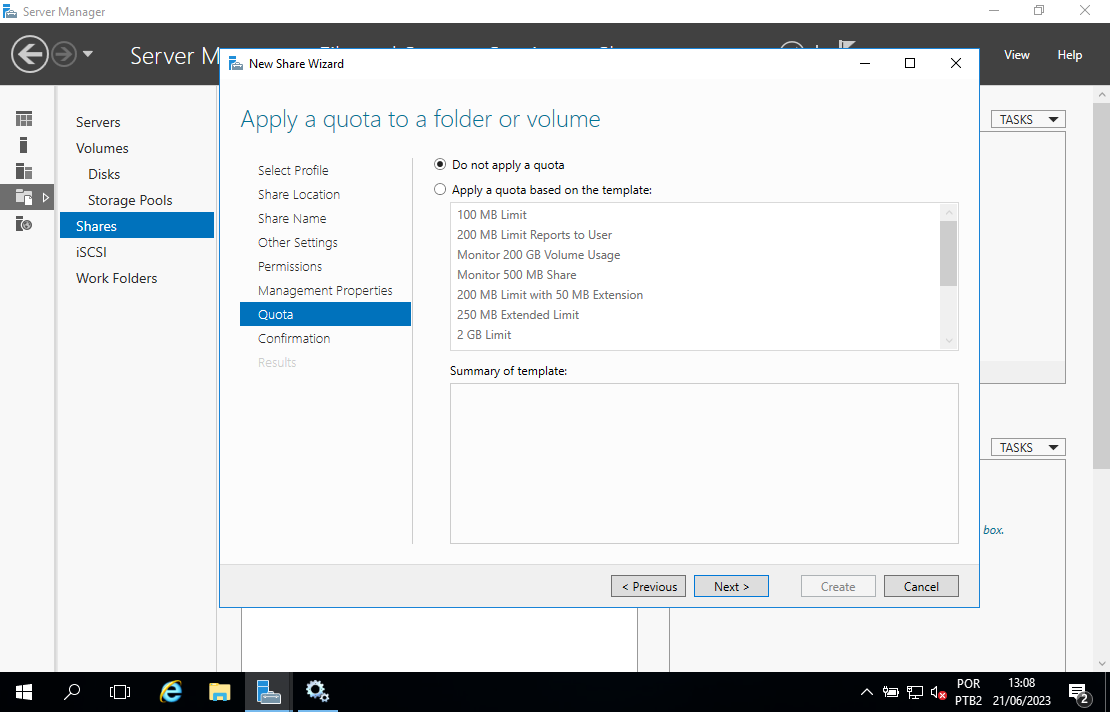 Server Manager
Server M
View
Help
New Share Wizard
Apply a quota to a folder or volume
Servers
Volumes
Disks
Storage Pools
Shares
iSCSI
Work Folders
Select Profile
Share Location
Share Name
Other Settings
Permissions
Management Properties
Quota
Confirmation
Results
Do not apply a quota
Apply a quota based on the template:
100 MB Limit
200 MB Limit Reports to User
Monitor 200 GB Volume Usage
Monitor 500 MB Share
200 MB Limit with 50 MB Extension
250 MB Extended Limit
2 GB Limit
Summary of template:
TASKS
TASKS
box.
< Previous
Next >
Create
Cancel
POR
PTB2
13:08
21/06/2023
2